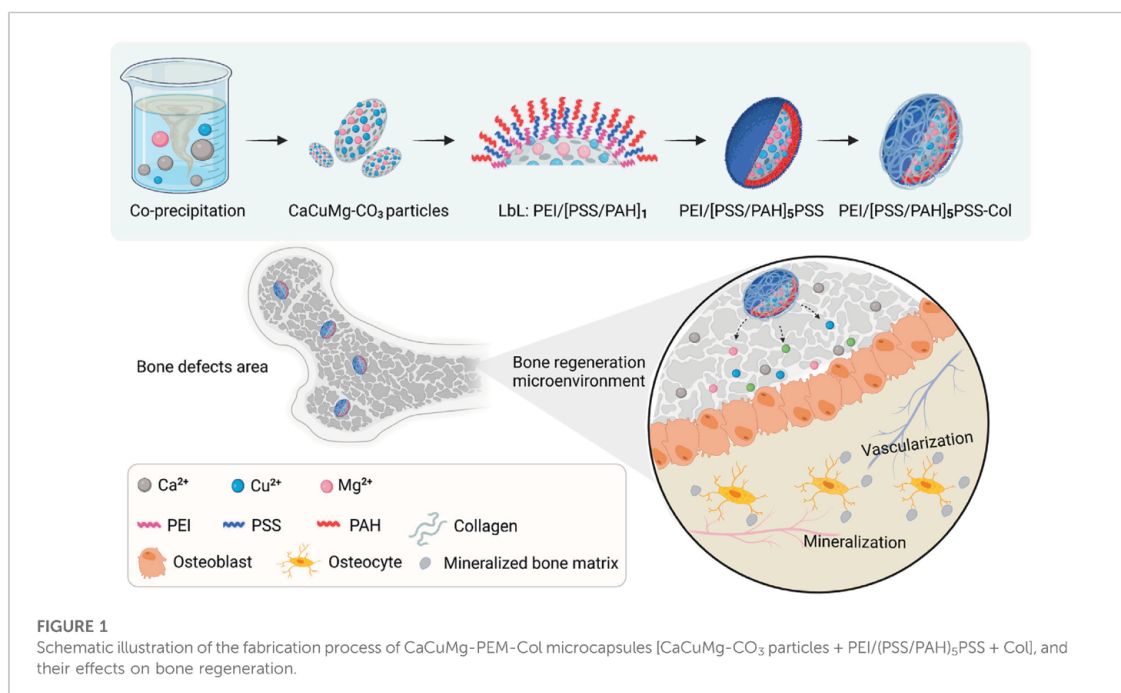 Co-precipitation
CaCuMg-CO₃ particles
LbL: PEI/[PSS/PAH]₁
PEI/[PSS/PAH]₅PSS
PEI/[PSS/PAH]₅PSS-Col
Bone defects area
Bone regeneration
microenvironment
Vascularization
Mineralization
Ca²⁺
Cu²⁺
Mg²⁺
PEI
PSS
PAH
Collagen
Osteoblast
Osteocyte
Mineralized bone matrix
FIGURE 1
Schematic illustration of the fabrication process of CaCuMg-PEM-Col microcapsules [CaCuMg-CO₃ particles + PEI/(PSS/PAH)₅PSS + Col], and
their effects on bone regeneration.